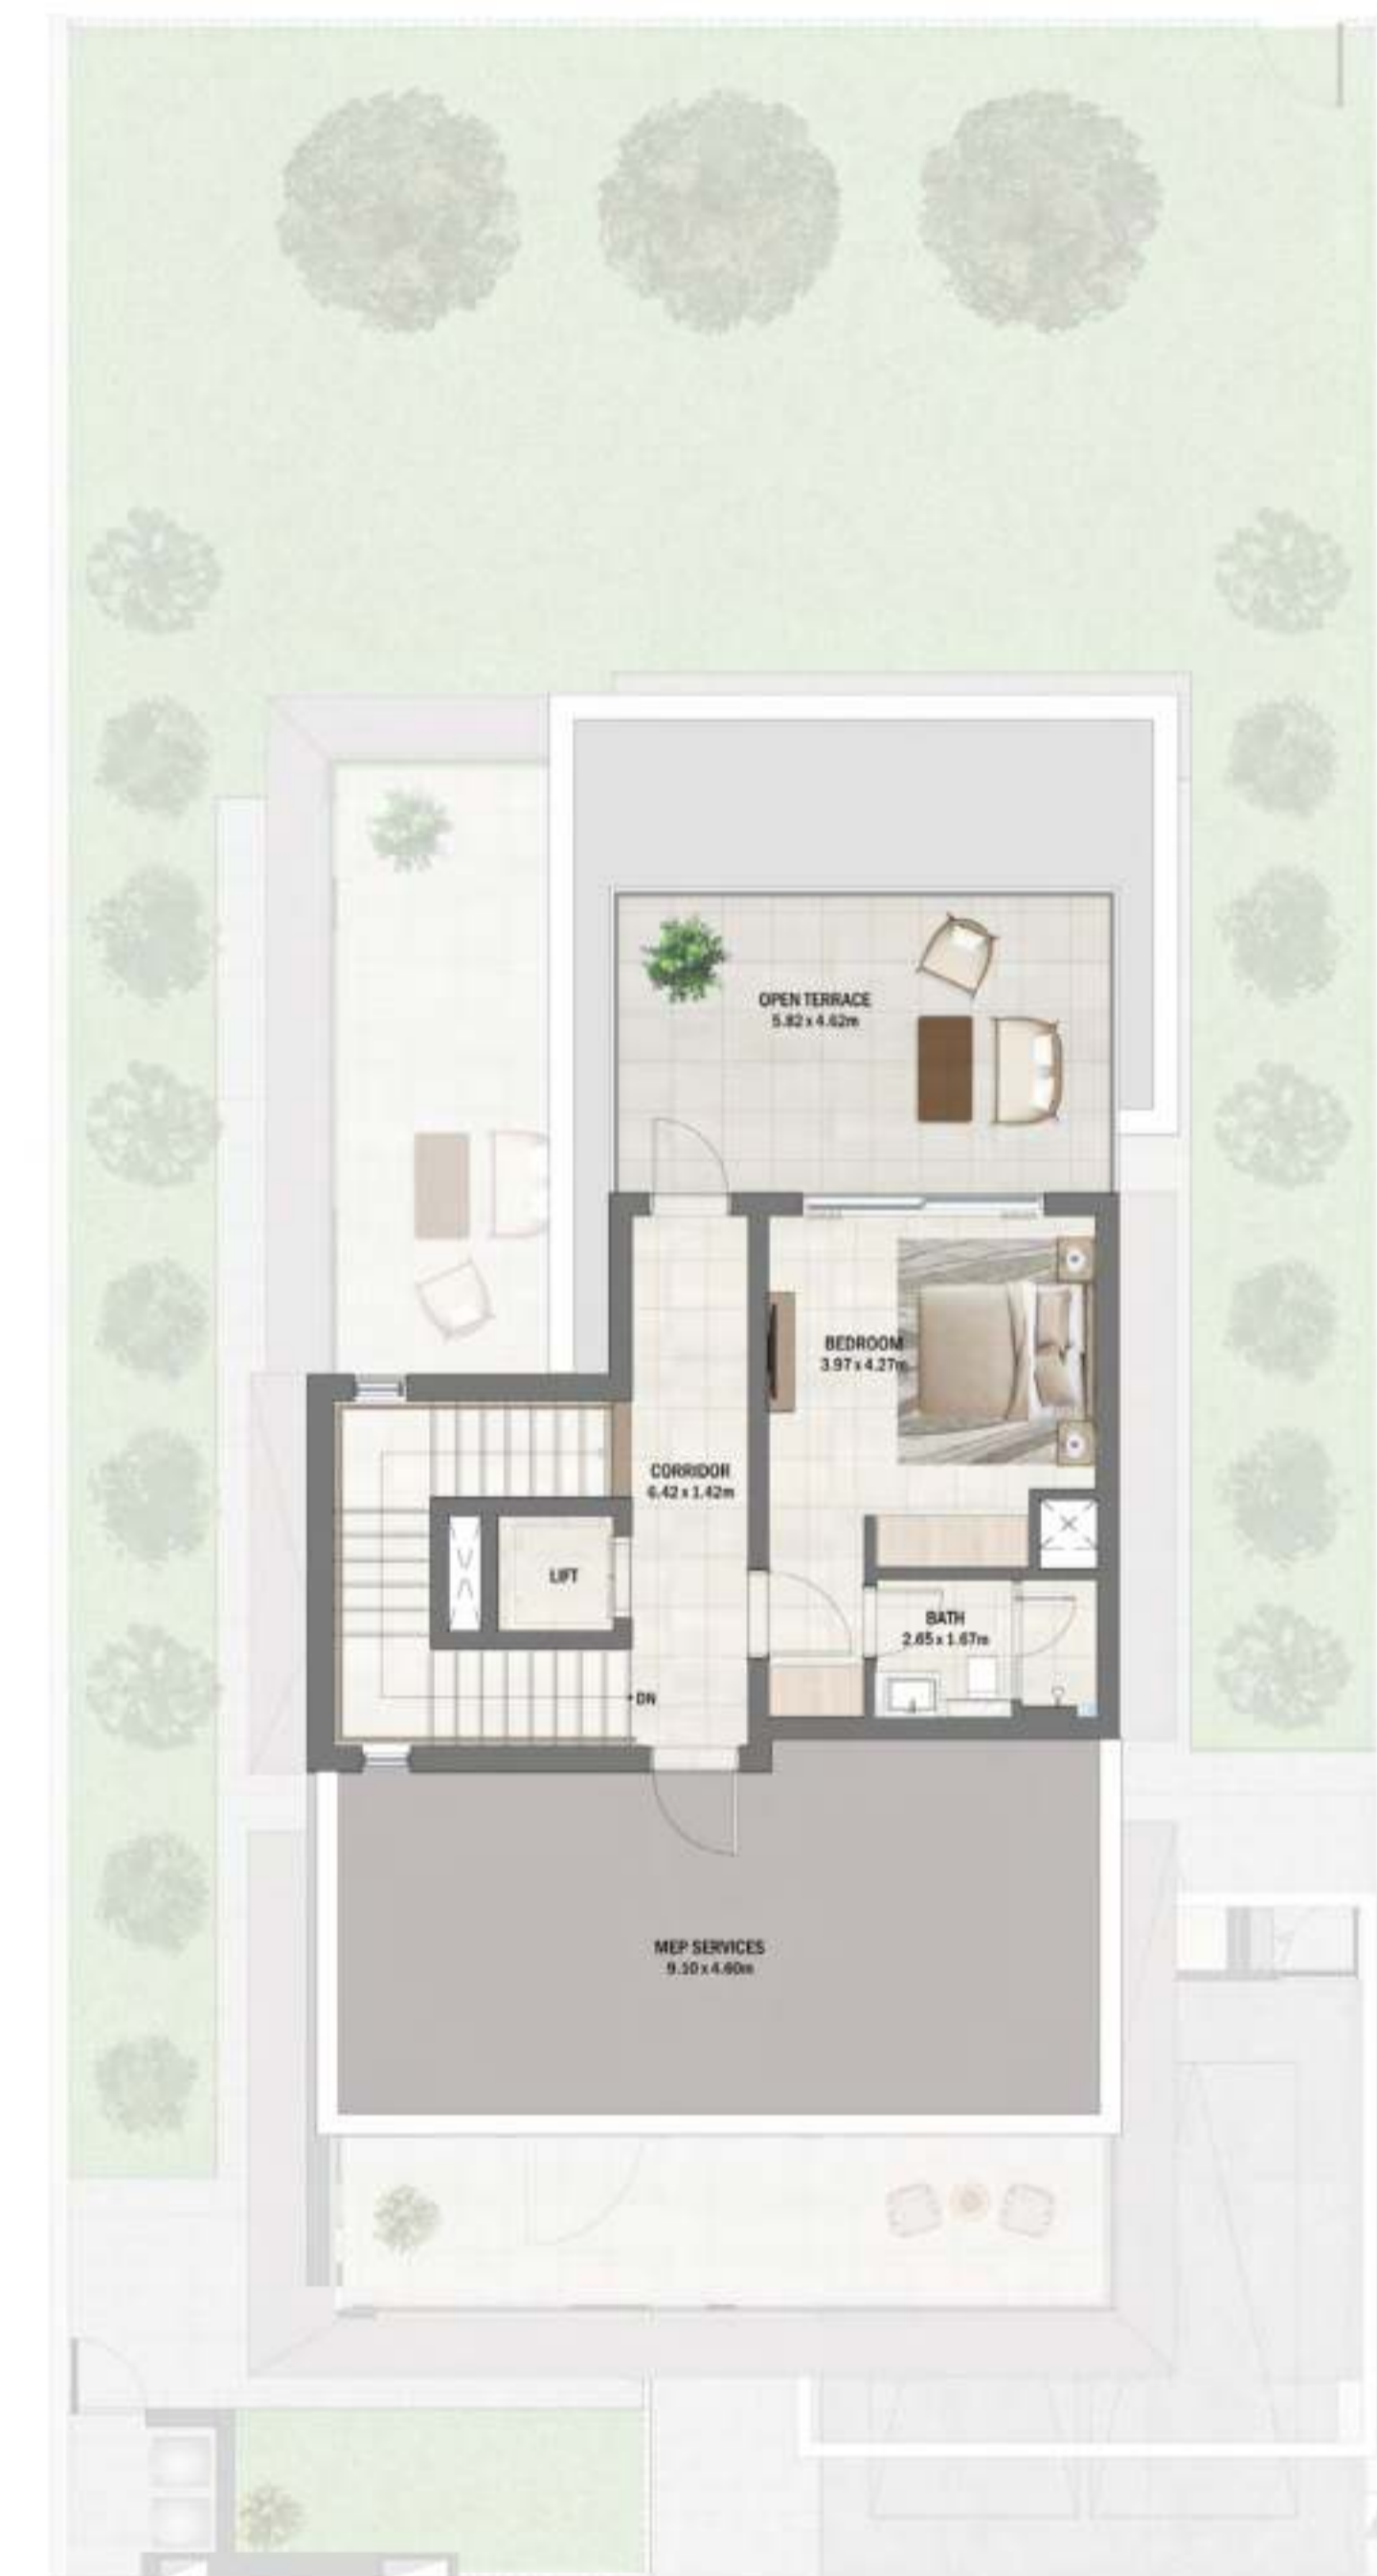 OPEN TERRACE
5.82 x 4.62m
BEDROOM
3.97 x 4.27m
CORRIDOR
6.42 x 1.42m
LIFT
BATH
2.65 x 1.67m
DN
MEP SERVICES
9.10 x 4.60m